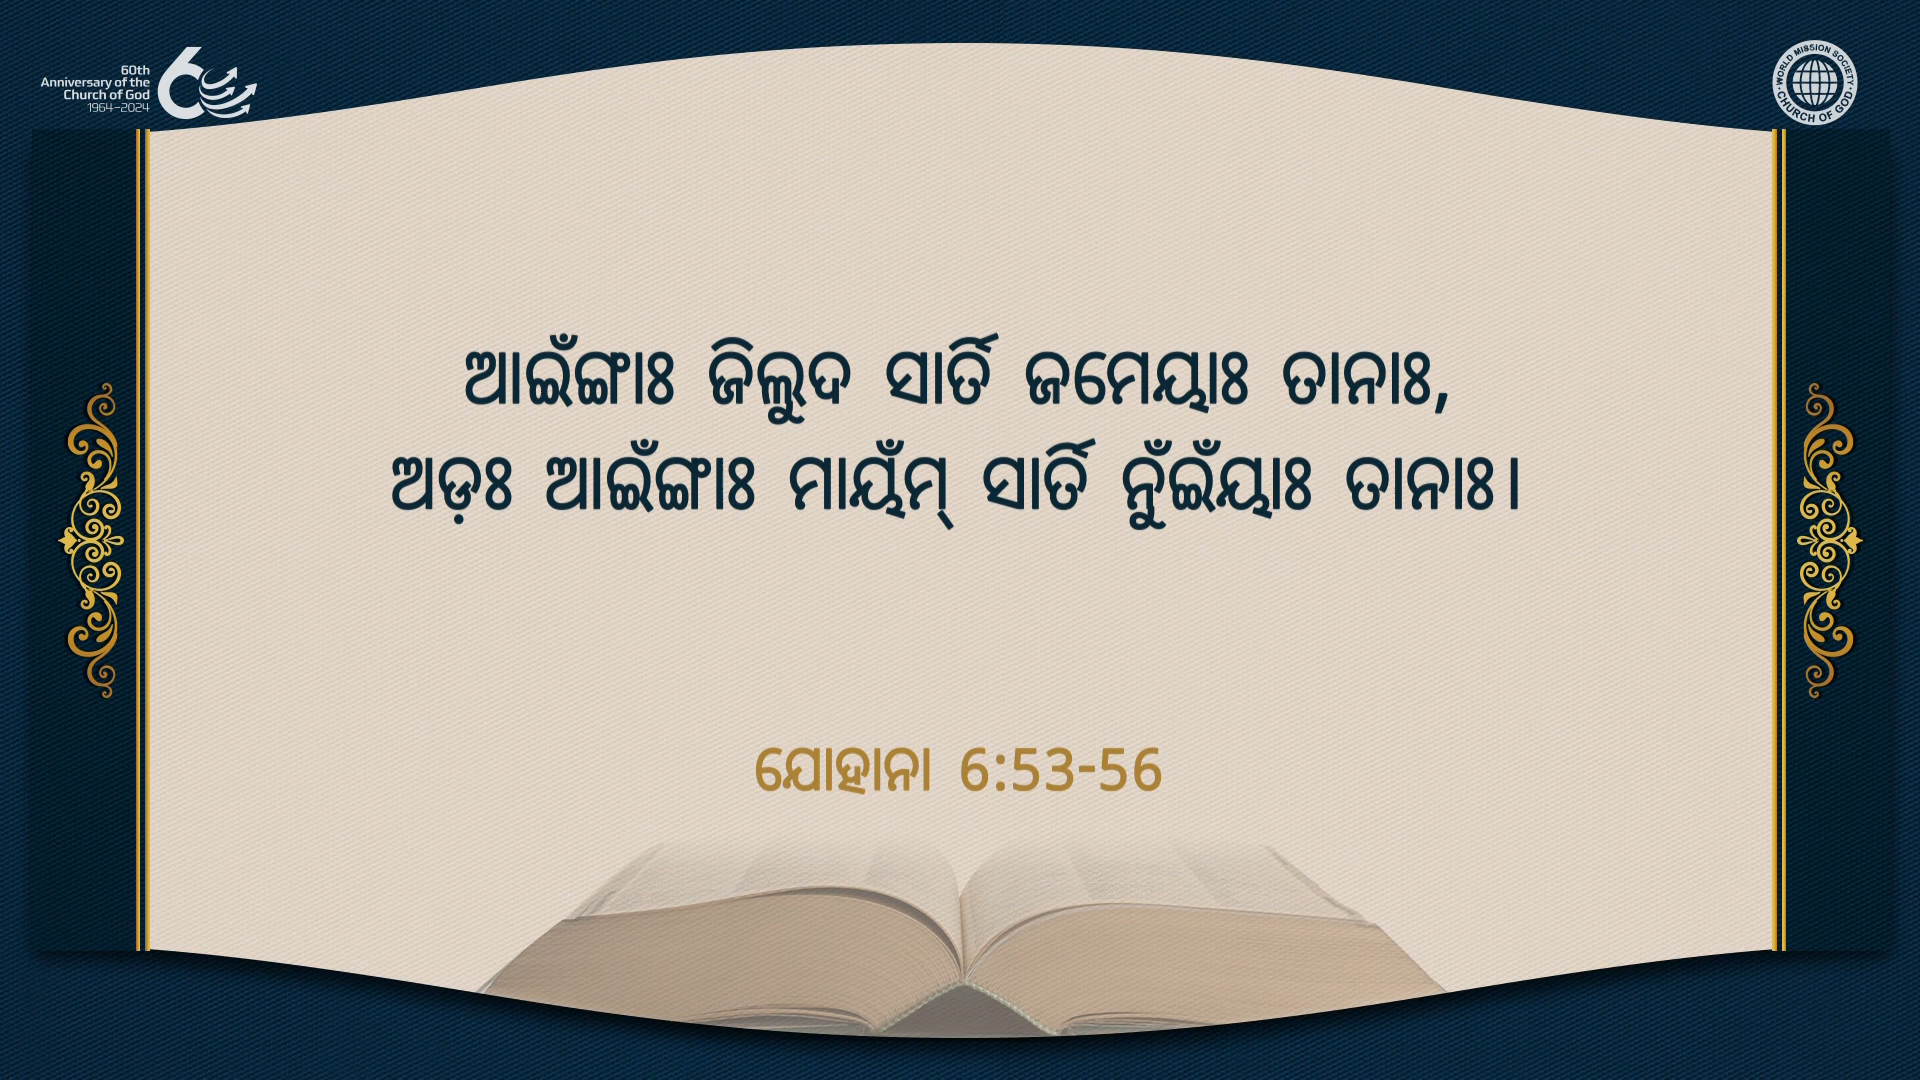 60th
Anniversary of the
Church of God
1964–2024
60
WORLD MISSION SOCIETY
CHURCH OF GOD
ଆଇଁଙ୍ଗାଃ ଜିଲୁଦ ସାର୍ତି ଜମେୟାଃ ତାନାଃ,
ଅଡ଼ଃ ଆଇଁଙ୍ଗାଃ ମାୟଁମ୍ ସାର୍ତି ନୁଁଇଁୟାଃ ତାନାଃ।
ଯୋହାନା 6:53-56